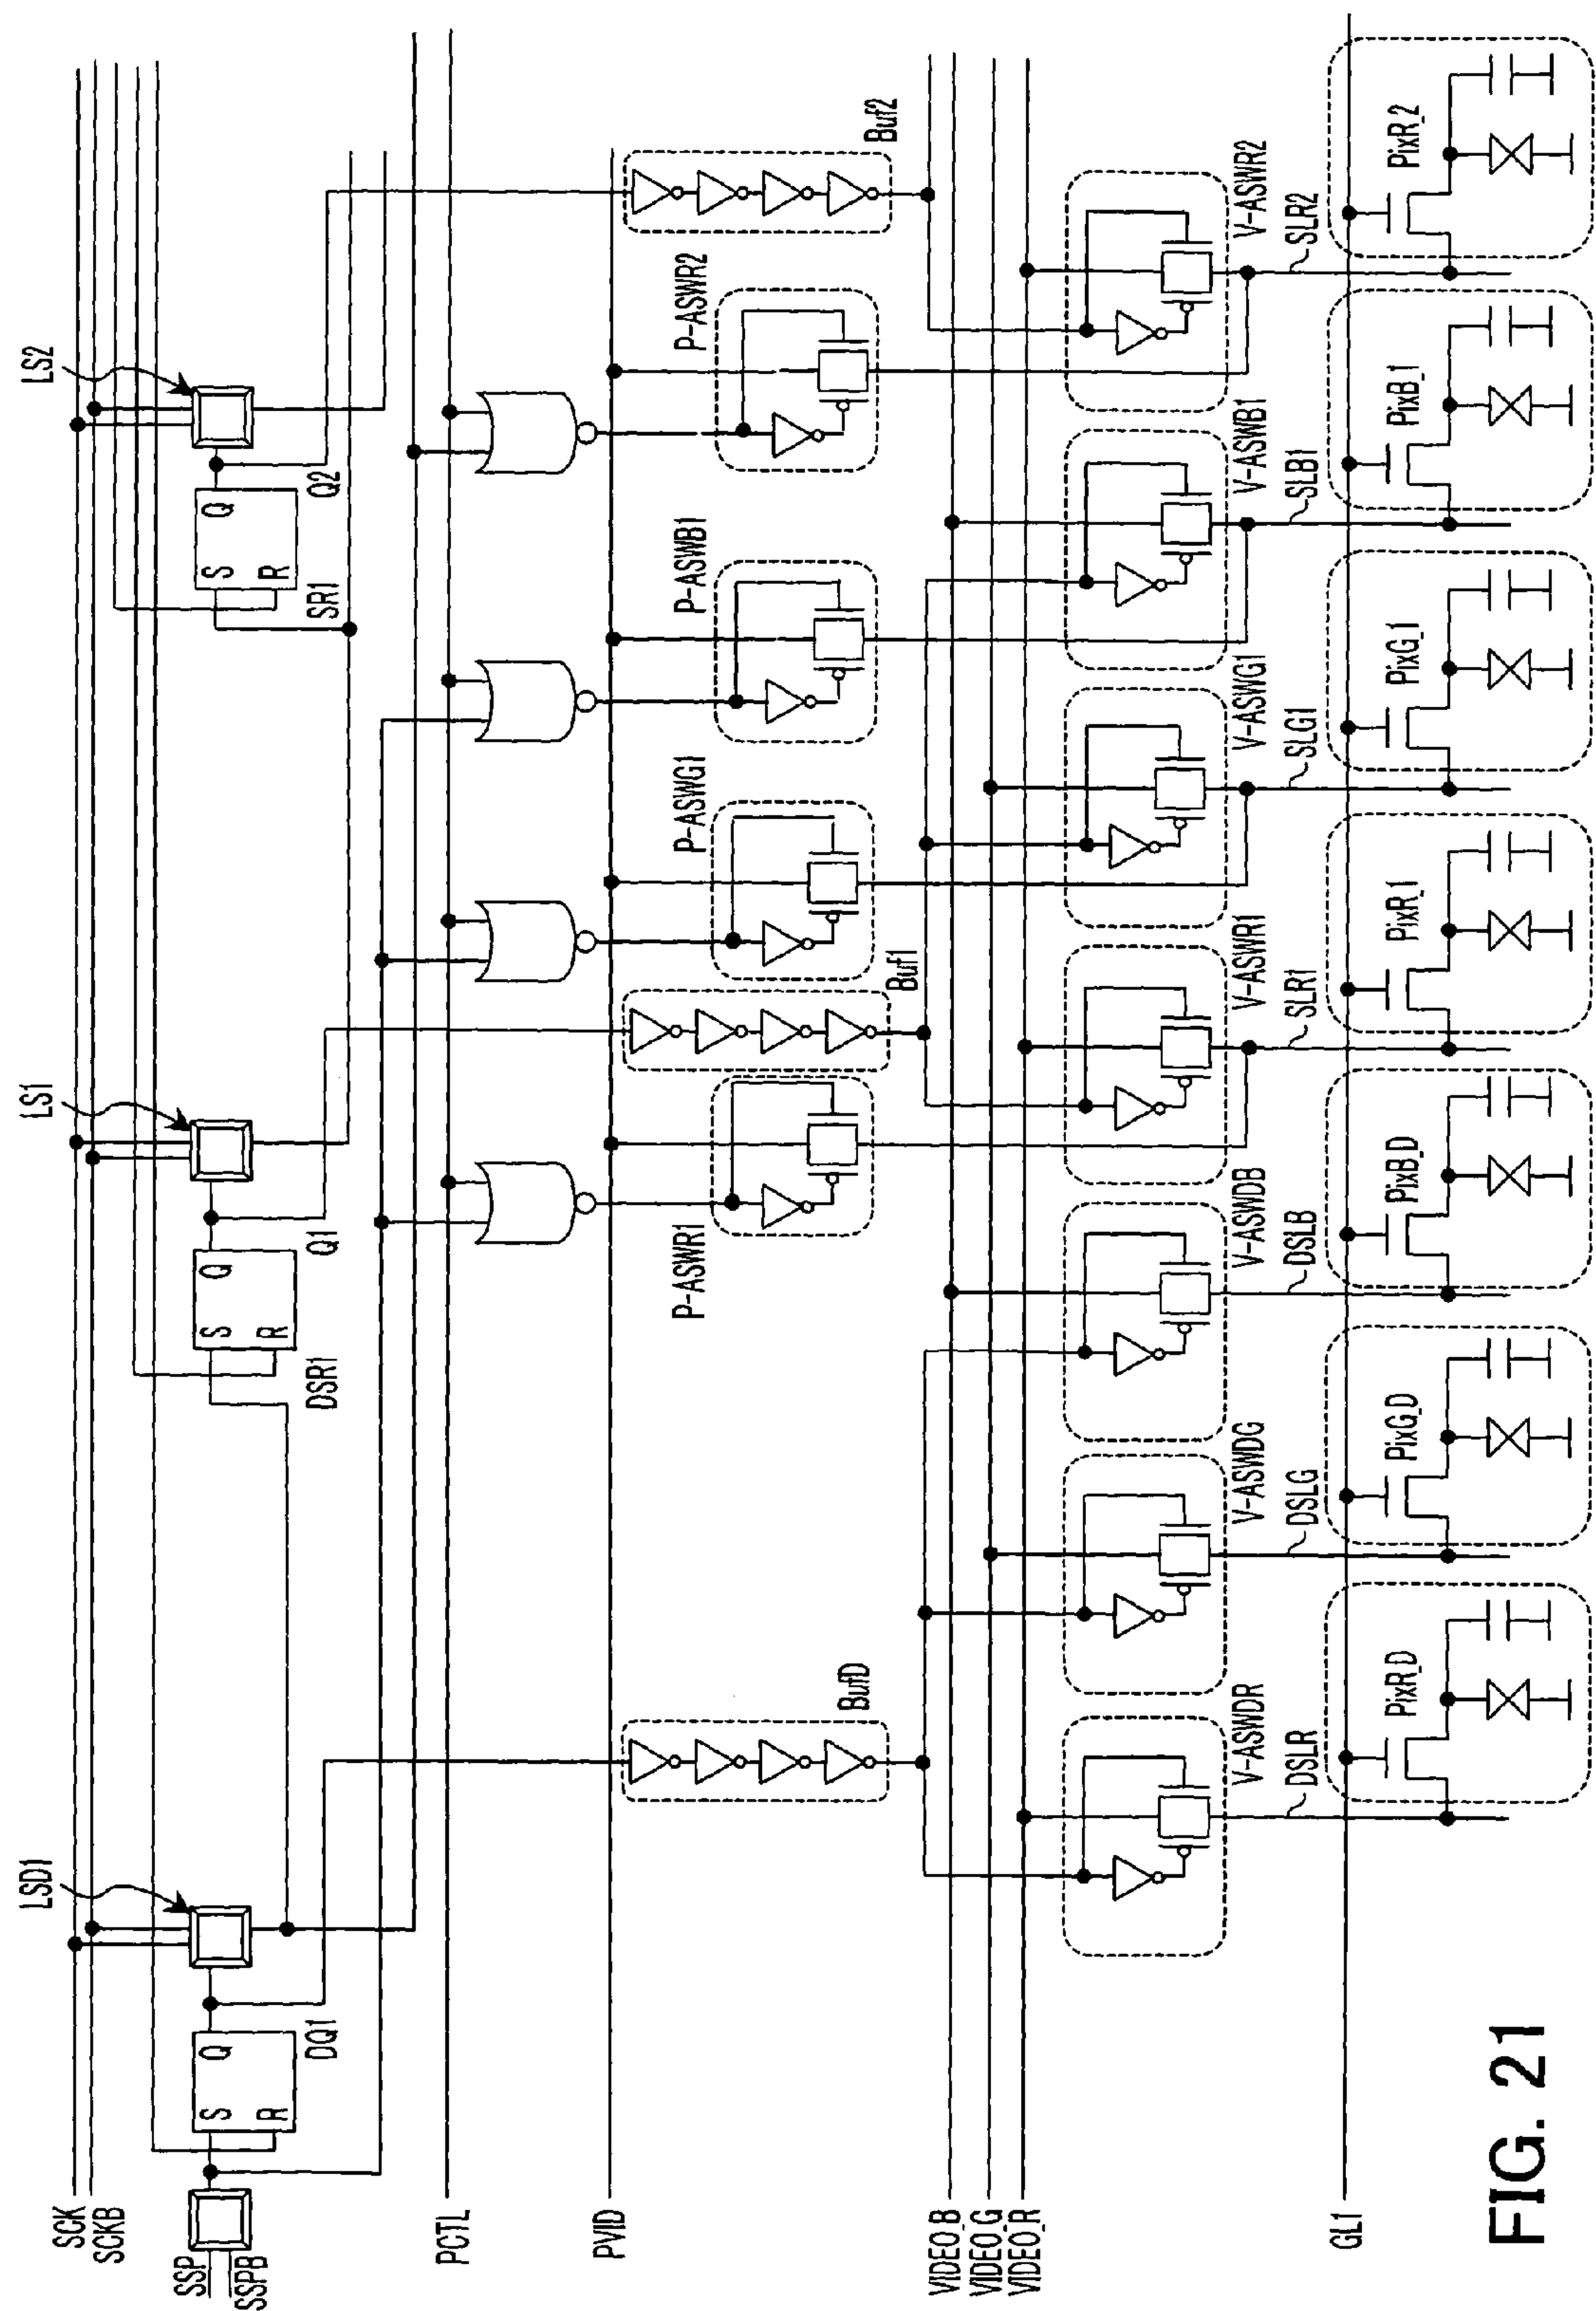 LSD1
LS1
LS2
SCK
SCKB
SSP
SSPB
S
R
Q
DQ1
S
R
Q
DSR1
Q1
S
R
Q
SR1
Q2
PCTL
PVID
P-ASWR1
P-ASWG1
P-ASWB1
P-ASWR2
BufD
Buf1
Buf2
VIDEO_B
VIDEO_G
VIDEO_R
V-ASWDR
V-ASWDG
V-ASWDB
V-ASWR1
V-ASWG1
V-ASWB1
V-ASWR2
DSLR
DSLG
DSLB
SLR1
SLG1
SLB1
SLR2
GL1
PixR_D
PixG_D
PixB_D
PixR_1
PixG_1
PixB_1
PixR_2
FIG. 21